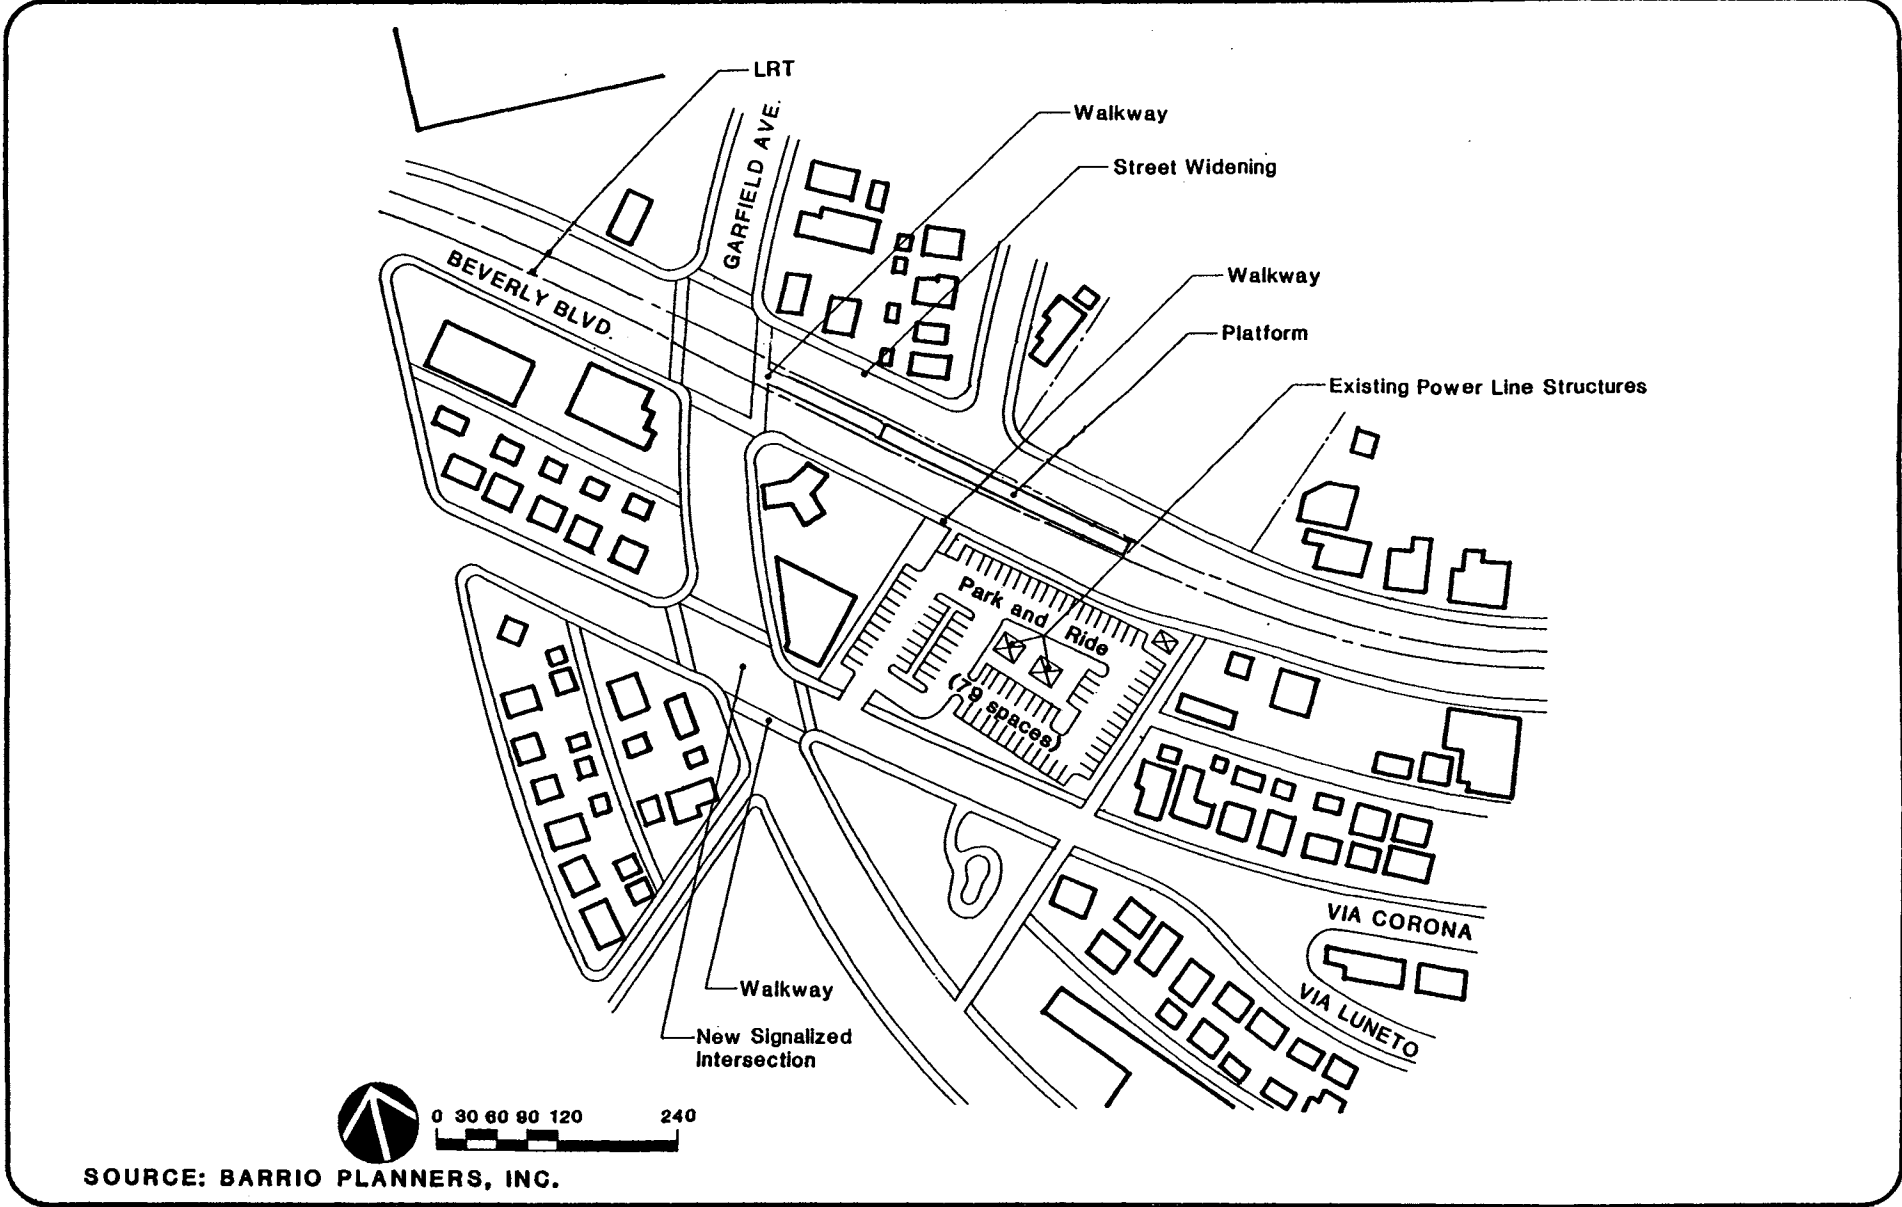 LRT
Walkway
GARFIELD AVE.
Street Widening
BEVERLY BLVD.
Walkway
Platform
Existing Power Line Structures
Park and Ride
(79 spaces)
VIA CORONA
VIA LUNETO
Walkway
New Signalized
Intersection
0 30 60 90 120 240
SOURCE: BARRIO PLANNERS, INC.